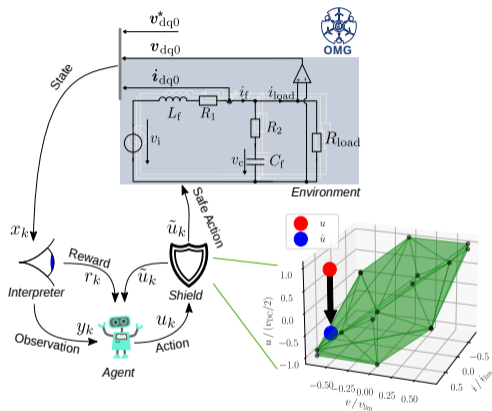 v*dq0
OMG
vdq0
idq0
State
if
iload
Lf
R1
R2
Rload
vi
vc
Cf
Environment
Safe Action
xk
ũk
u
ũ
Reward
rk
ũk
Interpreter
Shield
yk
uk
Observation
Action
Agent
1.0
0.5
0.0
−0.5
−1.0
u/(vDC/2)
−0.50
−0.25
0.00
0.25
0.50
v/vlim
−0.5
0.0
0.5
i/ilim